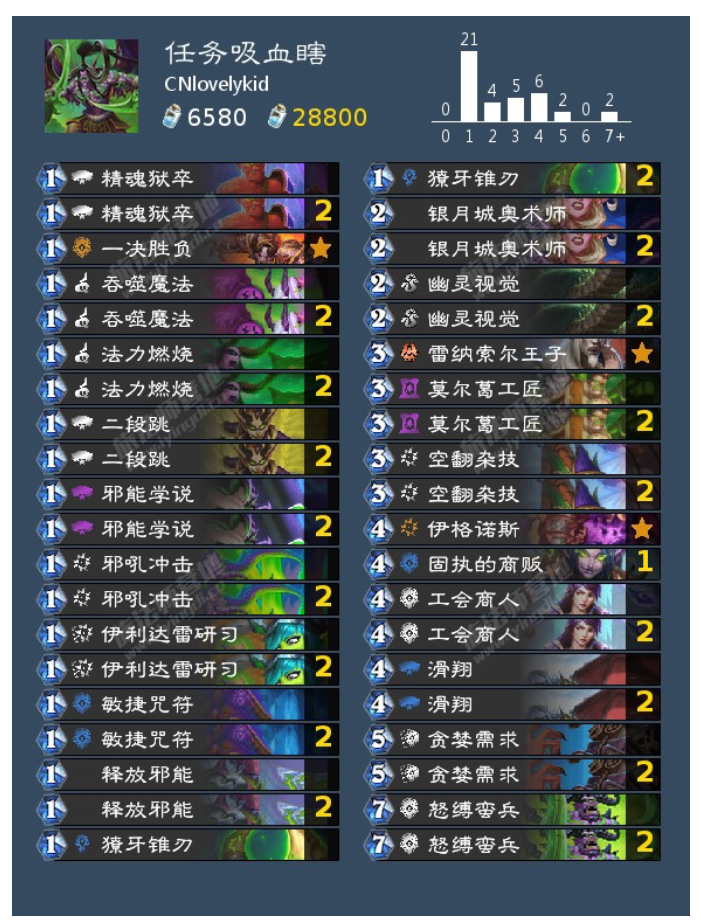 任务吸血瞎
CNlovelykid
6580 28800
21
0 4 5 6 2 0 2
0 1 2 3 4 5 6 7+
1 精魂狱卒
1 精魂狱卒 2
1 一决胜负
1 吞噬魔法
1 吞噬魔法 2
1 法力燃烧
1 法力燃烧 2
1 二段跳
1 二段跳 2
1 邪能学说
1 邪能学说 2
1 邪吼冲击
1 邪吼冲击 2
1 伊利达雷研习
1 伊利达雷研习 2
1 敏捷咒符
1 敏捷咒符 2
1 释放邪能
1 释放邪能 2
1 獠牙锥刃
1 獠牙锥刃 2
2 银月城奥术师
2 银月城奥术师 2
2 幽灵视觉
2 幽灵视觉 2
3 雷纳索尔王子
3 莫尔葛工匠
3 莫尔葛工匠 2
3 空翻杂技
3 空翻杂技 2
4 伊格诺斯
4 固执的商贩 1
4 工会商人
4 工会商人 2
4 滑翔
4 滑翔 2
5 贪婪需求
5 贪婪需求 2
7 怒缚蛮兵
7 怒缚蛮兵 2